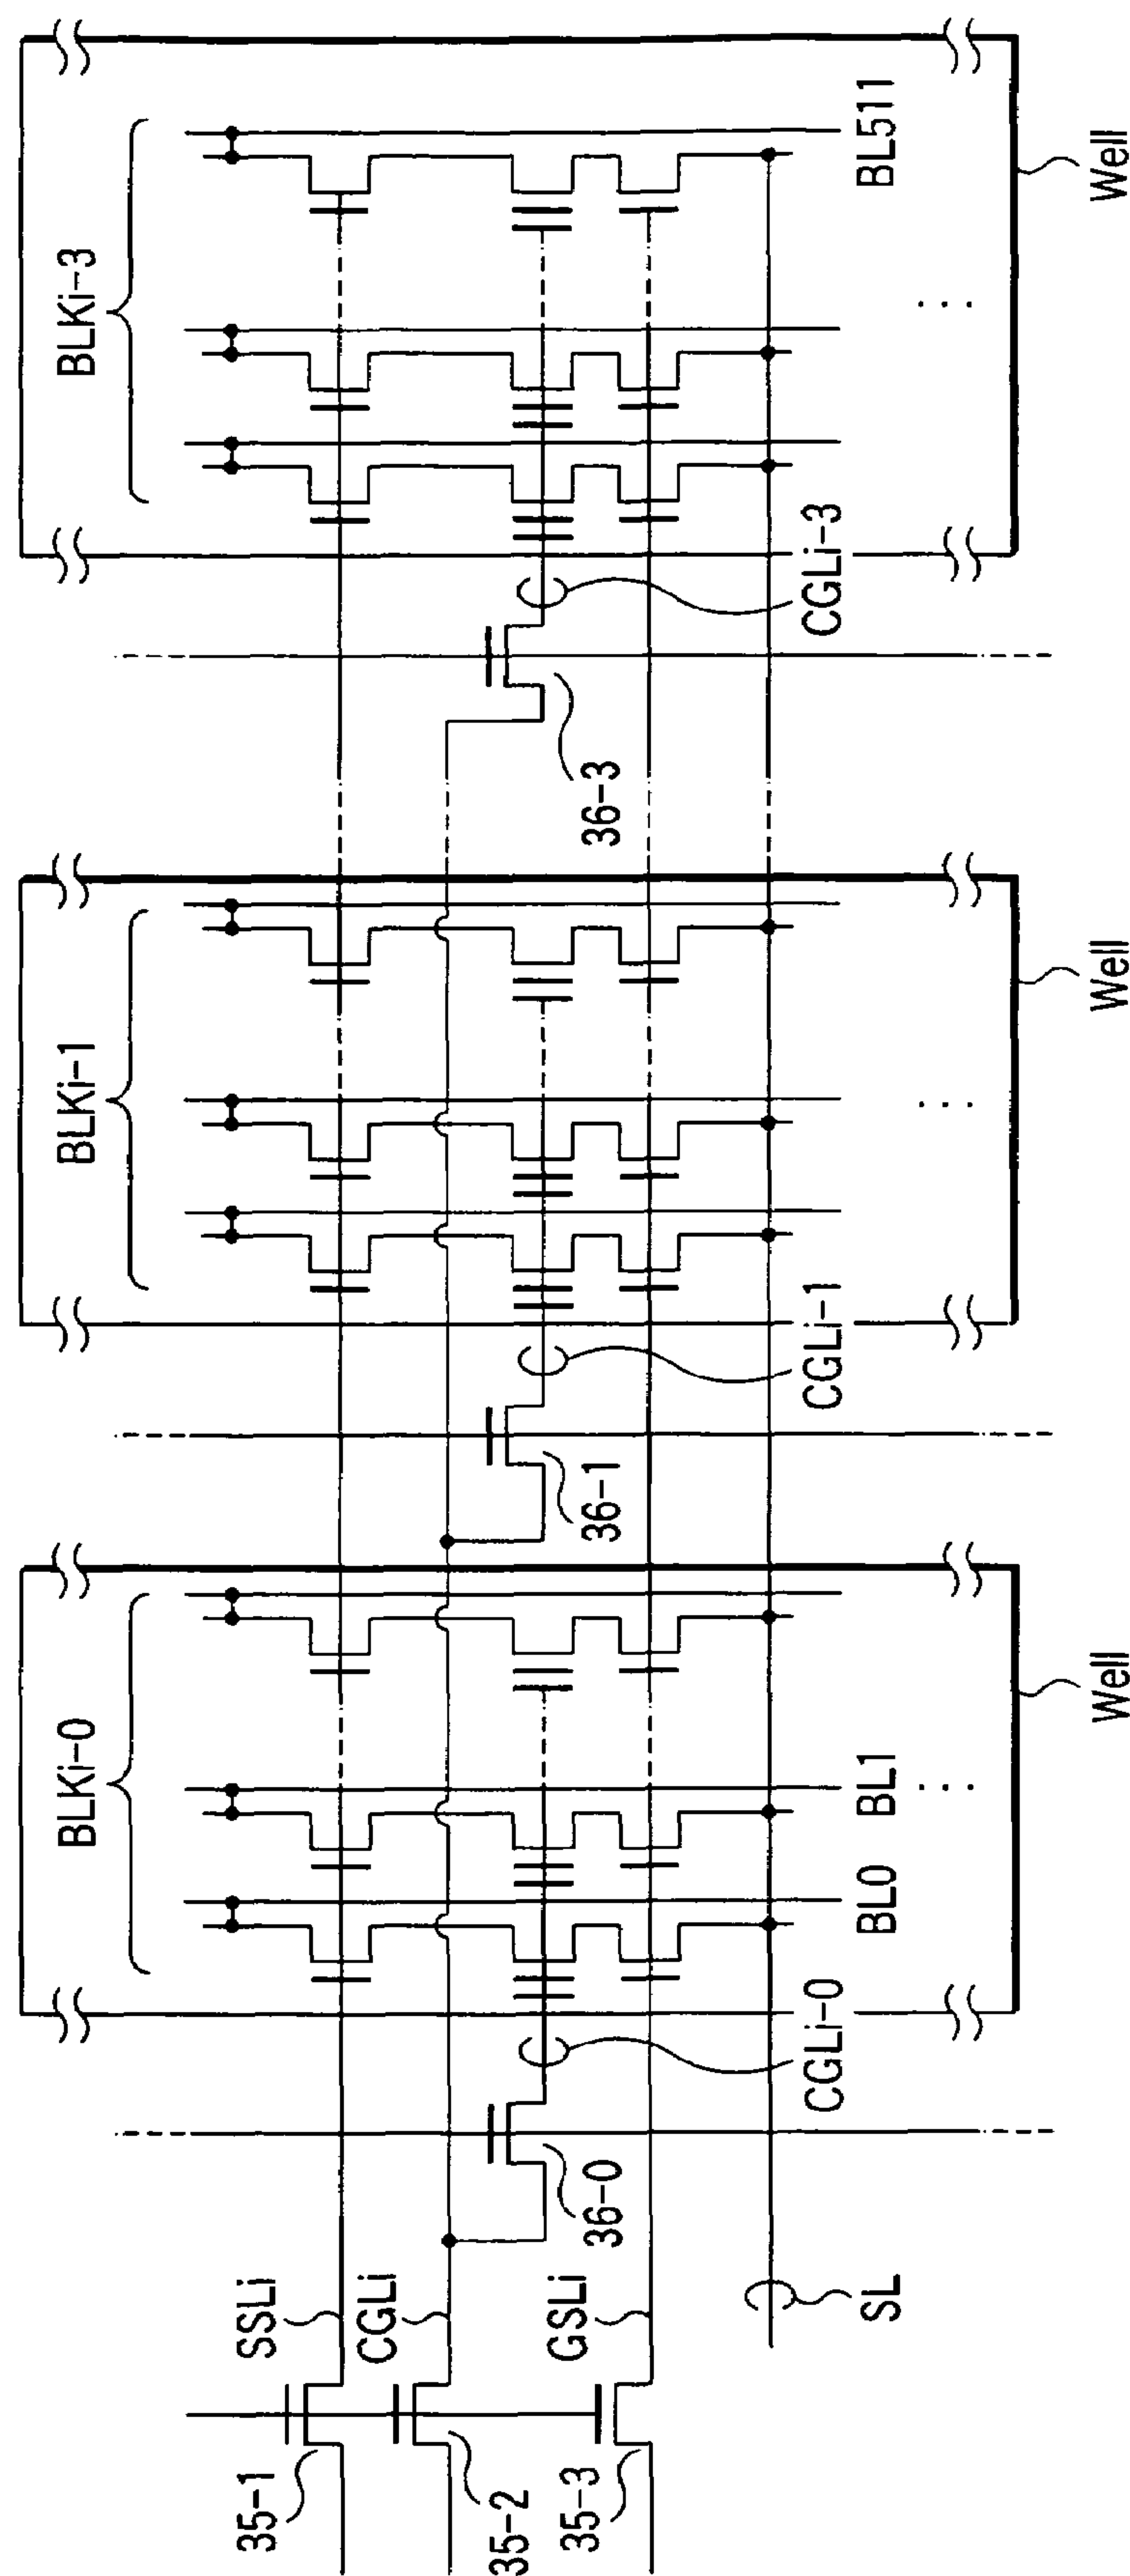 BLKi-0
BLKi-1
BLKi-3
SSLi
CGLi
GSLi
35-1
35-2
35-3
36-0
36-1
36-3
CGLi-0
CGLi-1
CGLi-3
SL
BL0
BL1
...
...
...
BL511
Well
Well
Well